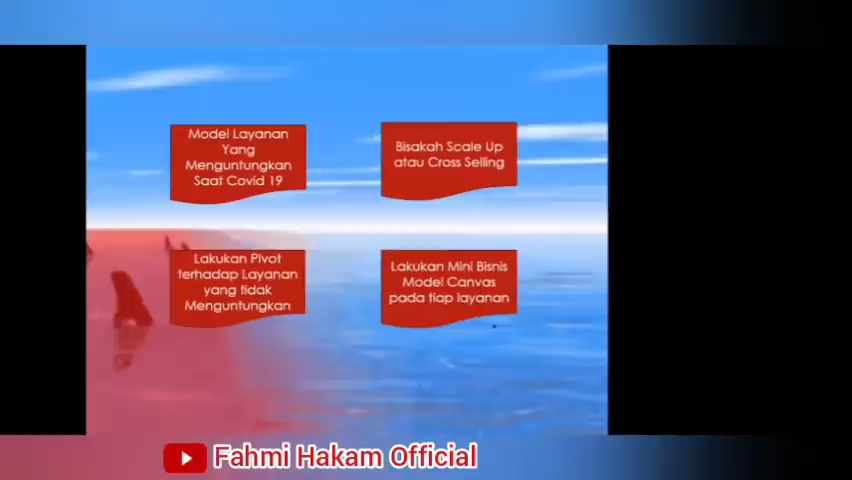 Model Layanan
Yang
Menguntungkan
Saat Covid 19
Bisakah Scale Up
atau Cross Selling
Lakukan Pivot
terhadap Layanan
yang tidak
Menguntungkan
Lakukan Mini Bisnis
Model Canvas
pada tiap layanan
Fahmi Hakam Official